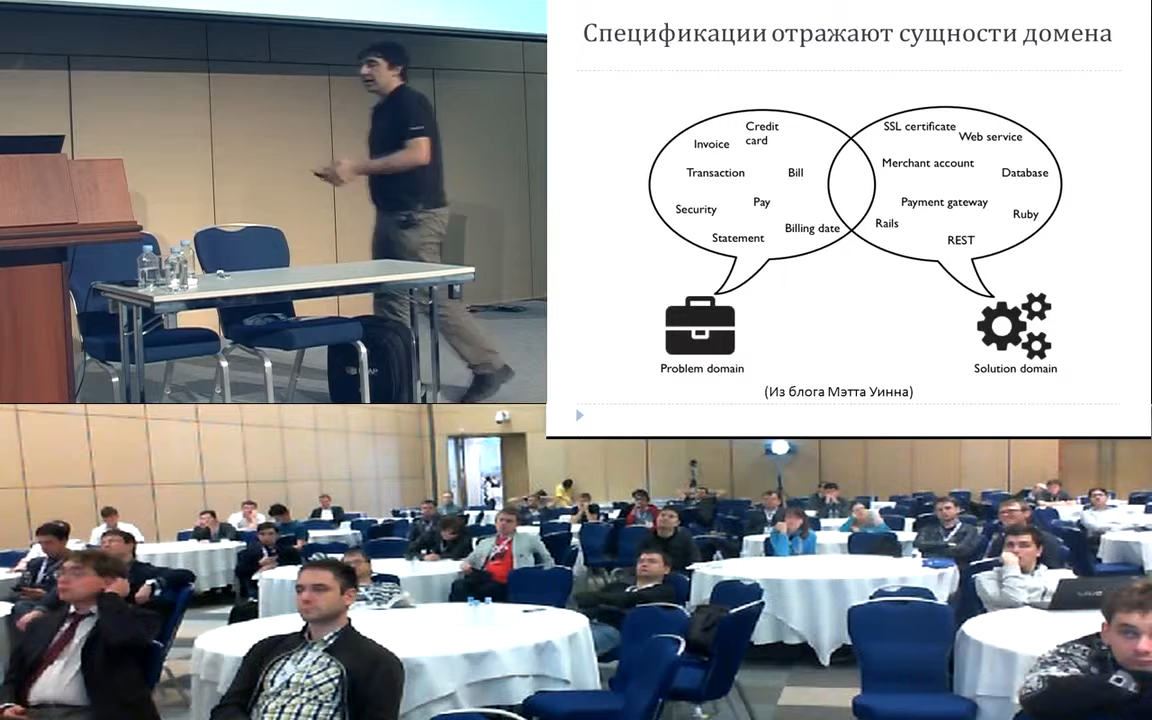 Спецификации отражают сущности домена
Credit
card
Invoice
Transaction
Bill
Security
Pay
Billing date
Statement
SSL certificate
Web service
Merchant account
Database
Payment gateway
Rails
Ruby
REST
Problem domain
Solution domain
(Из блога Мэтта Уинна)